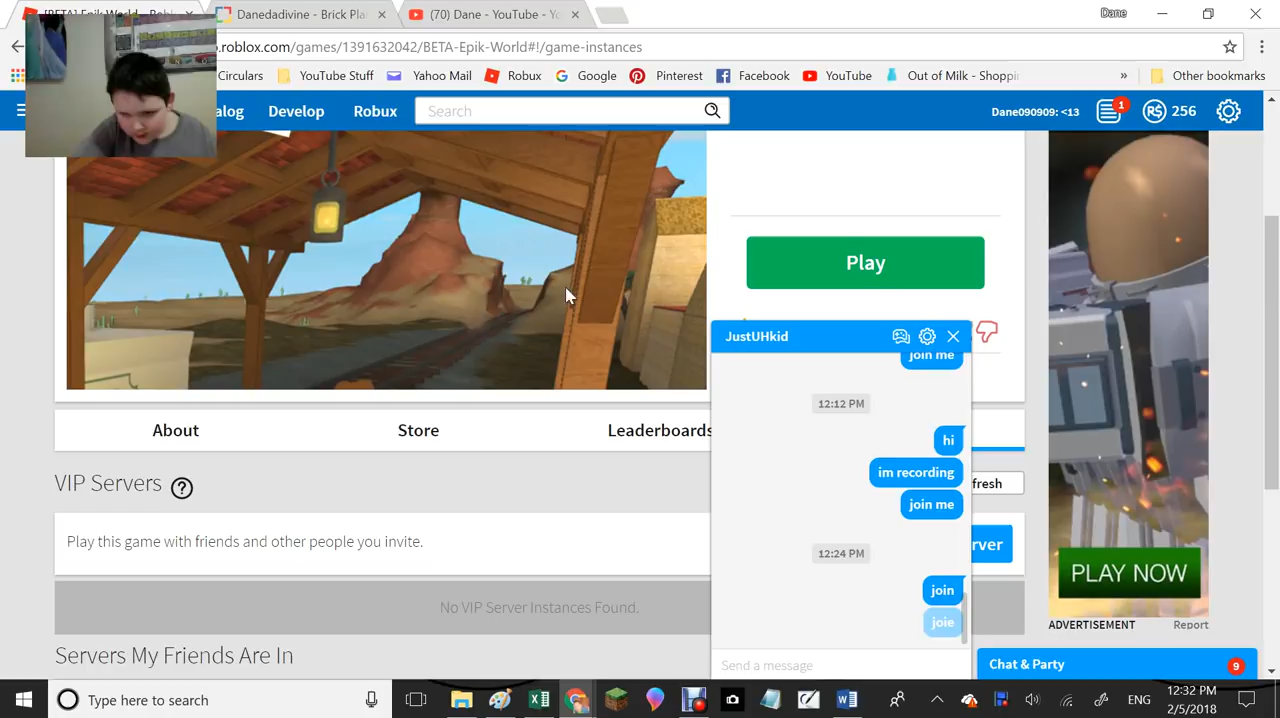 [BETA] Epik World - Robl
Danedadivine - Brick Pla
(70) Dane - YouTube - Yo
Dane
.roblox.com/games/1391632042/BETA-Epik-World#!/game-instances
Circulars
YouTube Stuff
Yahoo Mail
Robux
Google
Pinterest
Facebook
YouTube
Out of Milk - Shoppi
»
Other bookmarks
alog
Develop
Robux
Search
Dane090909: <13
1
R$ 256
Play
JustUHkid
join me
12:12 PM
hi
im recording
join me
12:24 PM
join
joie
Send a message
About
Store
Leaderboards
VIP Servers ?
fresh
Play this game with friends and other people you invite.
rver
No VIP Server Instances Found.
Servers My Friends Are In
PLAY NOW
ADVERTISEMENT
Report
Chat & Party
9
Type here to search
ENG
12:32 PM
2/5/2018